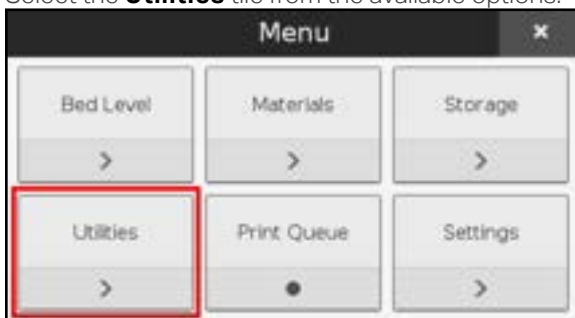 Select the Utilities tile from the available options.
Menu ×
Bed Level Materials Storage
> > >
Utilities Print Queue Settings
> ● >